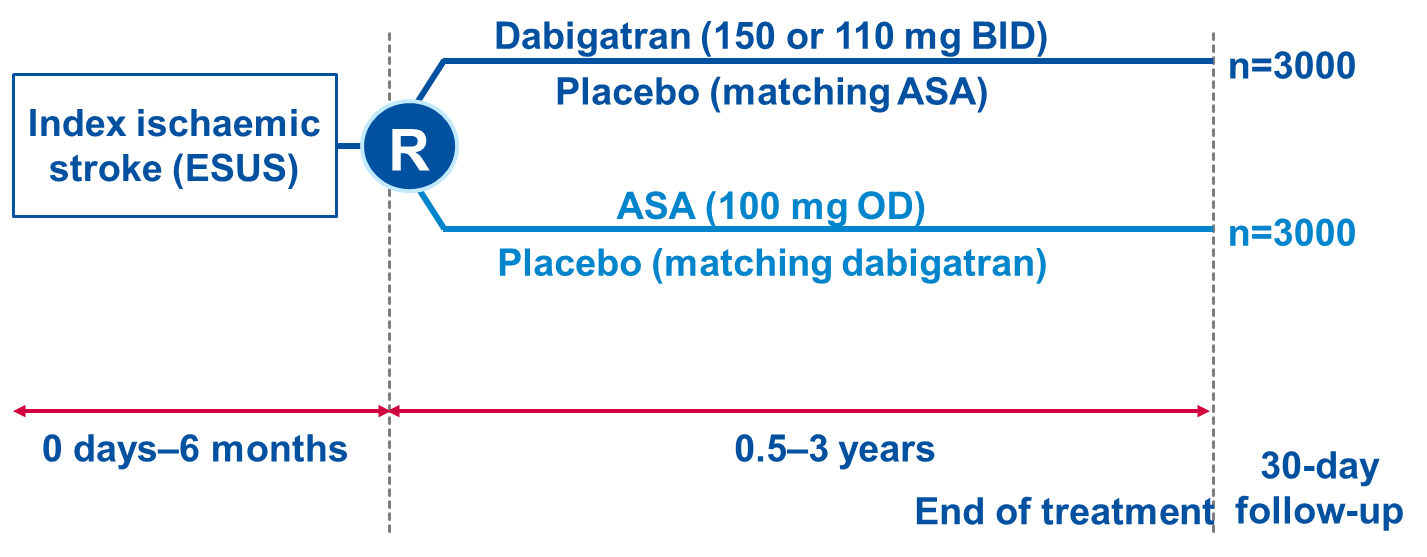 Dabigatran (150 or 110 mg BID)
Placebo (matching ASA)
n=3000
Index ischaemic
stroke (ESUS)
R
ASA (100 mg OD)
Placebo (matching dabigatran)
n=3000
0 days–6 months
0.5–3 years
End of treatment
30-day
follow-up